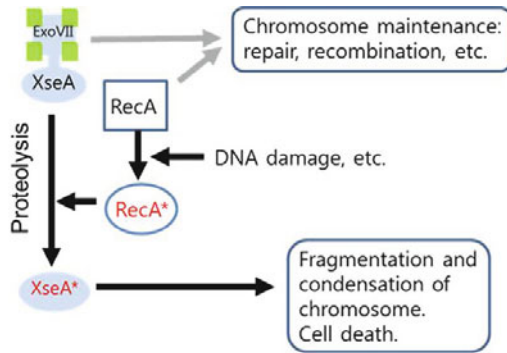 ExoVII
XseA
Chromosome maintenance:
repair, recombination, etc.
RecA
Proteolysis
DNA damage, etc.
RecA*
XseA*
Fragmentation and
condensation of
chromosome.
Cell death.